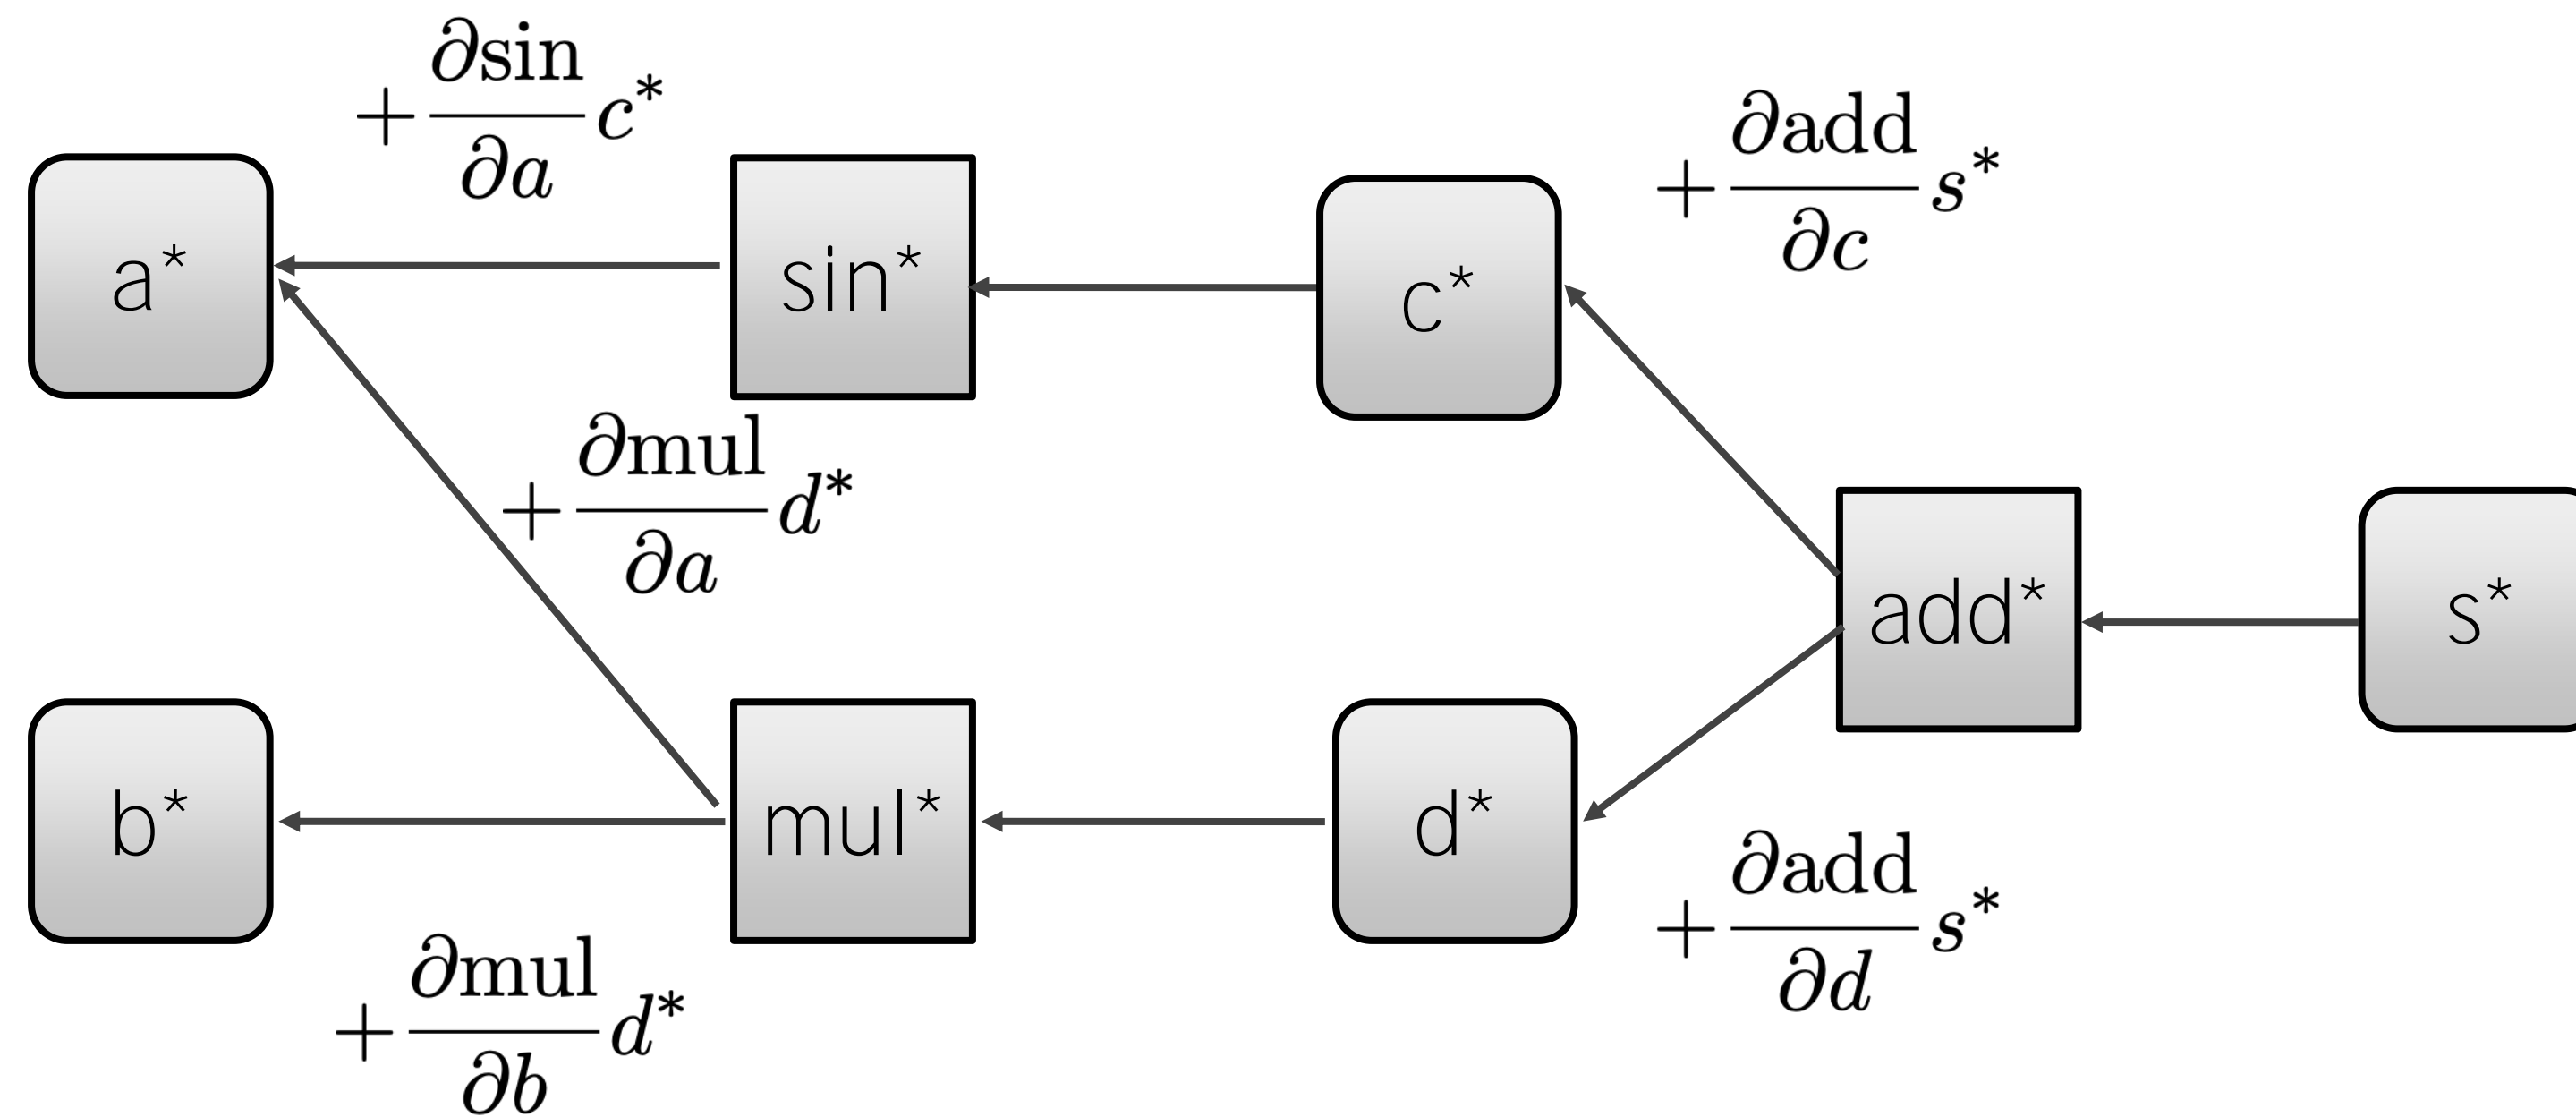 + ∂sin/∂a c*
+ ∂add/∂c s*
a*
sin*
c*
+ ∂mul/∂a d*
add*
s*
b*
mul*
d*
+ ∂mul/∂b d*
+ ∂add/∂d s*